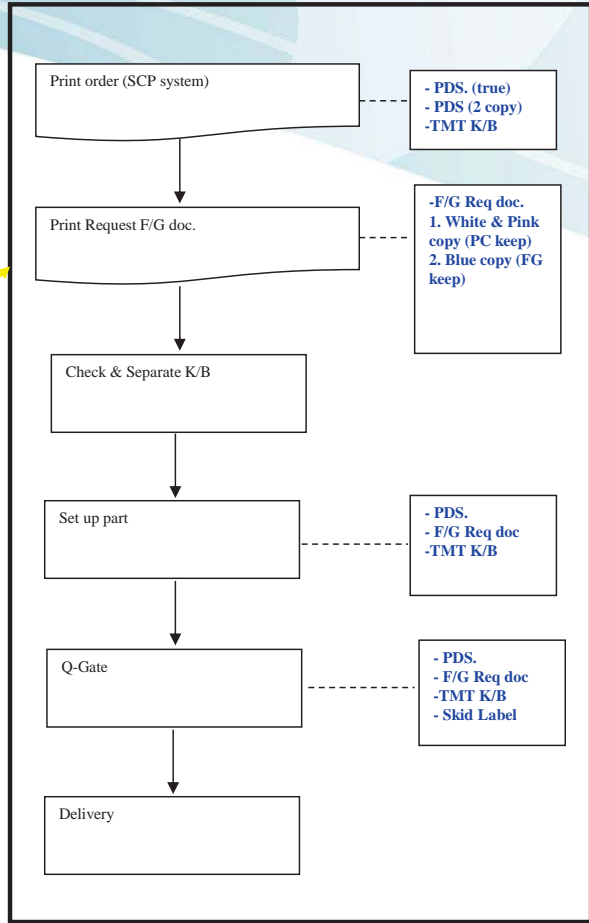 Print order (SCP system)
- PDS. (true)
- PDS (2 copy)
-TMT K/B
Print Request F/G doc.
-F/G Req doc.
1. White & Pink
copy (PC keep)
2. Blue copy (FG
keep)
Check & Separate K/B
Set up part
- PDS.
- F/G Req doc
-TMT K/B
Q-Gate
- PDS.
- F/G Req doc
-TMT K/B
- Skid Label
Delivery